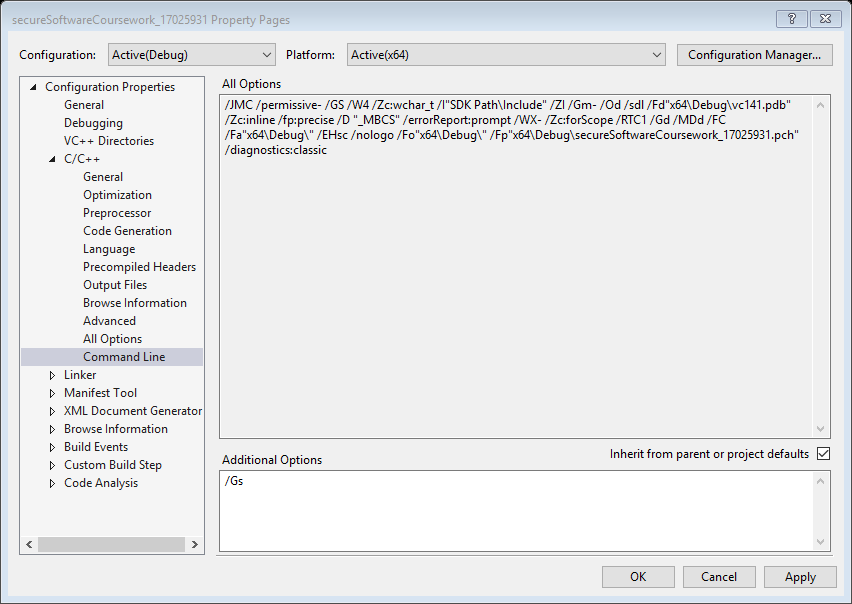 secureSoftwareCoursework_17025931 Property Pages
Configuration: Active(Debug) Platform: Active(x64) Configuration Manager...
Configuration Properties
General
Debugging
VC++ Directories
C/C++
General
Optimization
Preprocessor
Code Generation
Language
Precompiled Headers
Output Files
Browse Information
Advanced
All Options
Command Line
Linker
Manifest Tool
XML Document Generator
Browse Information
Build Events
Custom Build Step
Code Analysis
All Options
/JMC /permissive- /GS /W4 /Zc:wchar_t /I"SDK Path\Include" /ZI /Gm- /Od /sdl /Fd"x64\Debug\vc141.pdb"
/Zc:inline /fp:precise /D "_MBCS" /errorReport:prompt /WX- /Zc:forScope /RTC1 /Gd /MDd /FC
/Fa"x64\Debug\" /EHsc /nologo /Fo"x64\Debug\" /Fp"x64\Debug\secureSoftwareCoursework_17025931.pch"
/diagnostics:classic
Inherit from parent or project defaults
Additional Options
/Gs
OK Cancel Apply